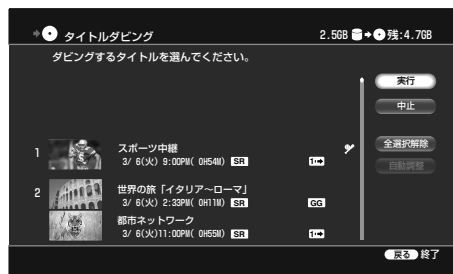 タイトルダビング 2.5GB 残:4.7GB
ダビングするタイトルを選んでください。
実行
中止
全選択解除
自動調整
1 スポーツ中継
3/ 6(火) 9:00PM( 0H54M) SR 1
2 世界の旅「イタリア〜ローマ」
3/ 6(火) 2:33PM( 0H11M) SR GG
都市ネットワーク
3/ 6(火)11:00PM( 0H55M) SR 1
戻る 終了